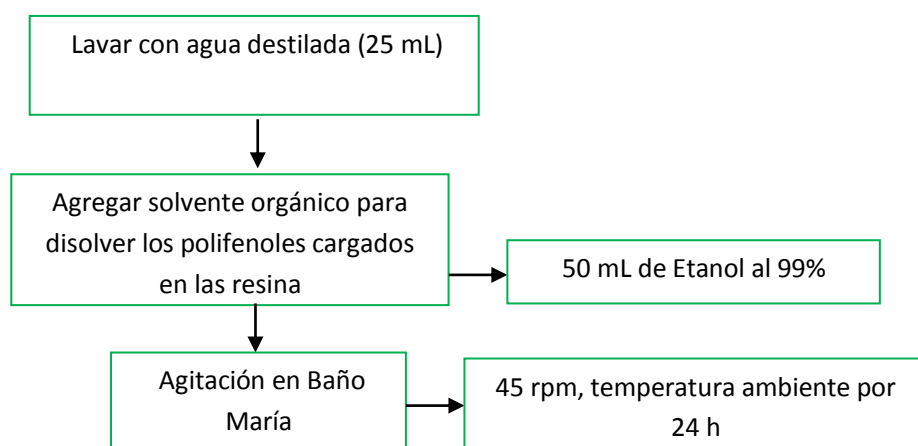 Lavar con agua destilada (25 mL)
Agregar solvente orgánico para
disolver los polifenoles cargados
en las resina
50 mL de Etanol al 99%
Agitación en Baño
María
45 rpm, temperatura ambiente por
24 h